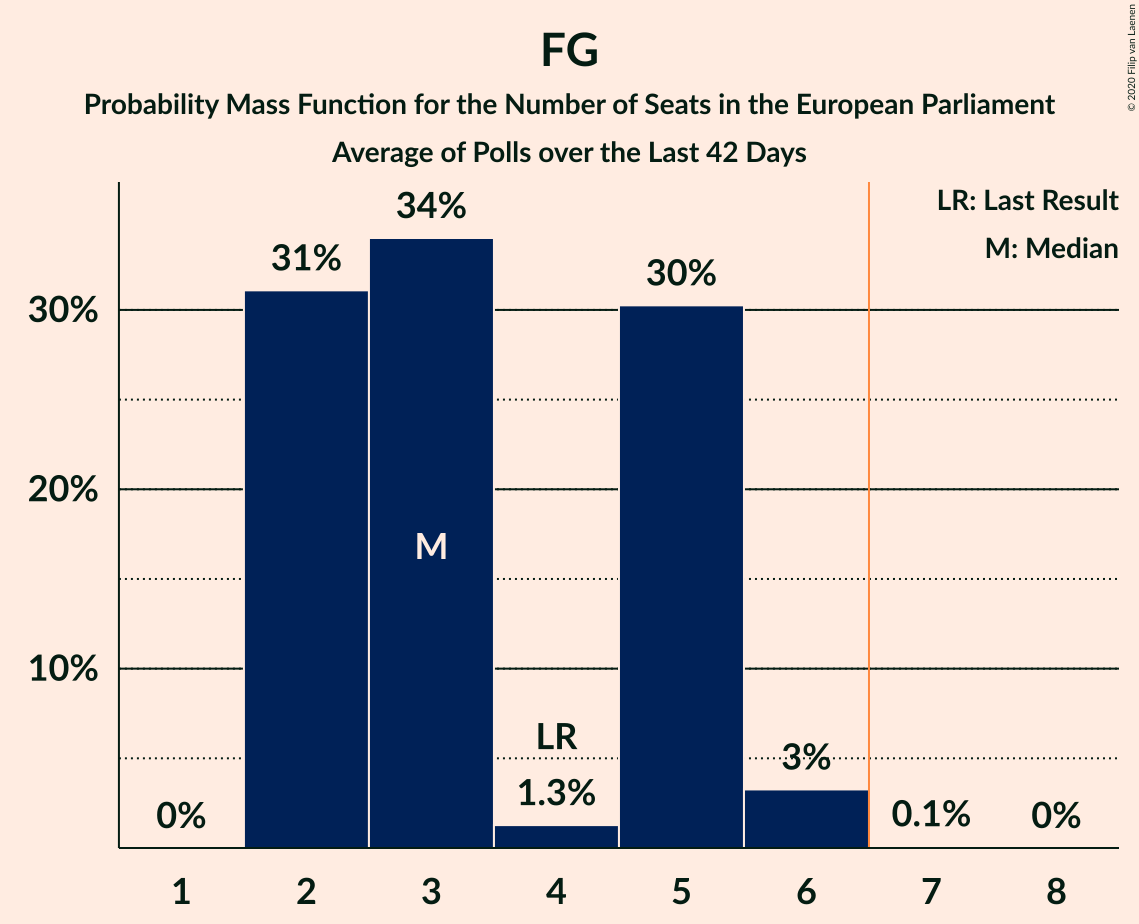 FG
Probability Mass Function for the Number of Seats in the European Parliament
Average of Polls over the Last 42 Days
© 2020 Filip van Laenen
LR: Last Result
M: Median
34%
31%
30%
30%
20%
M
10%
LR
3%
1.3%
0%
0.1%
0%
1 2 3 4 5 6 7 8